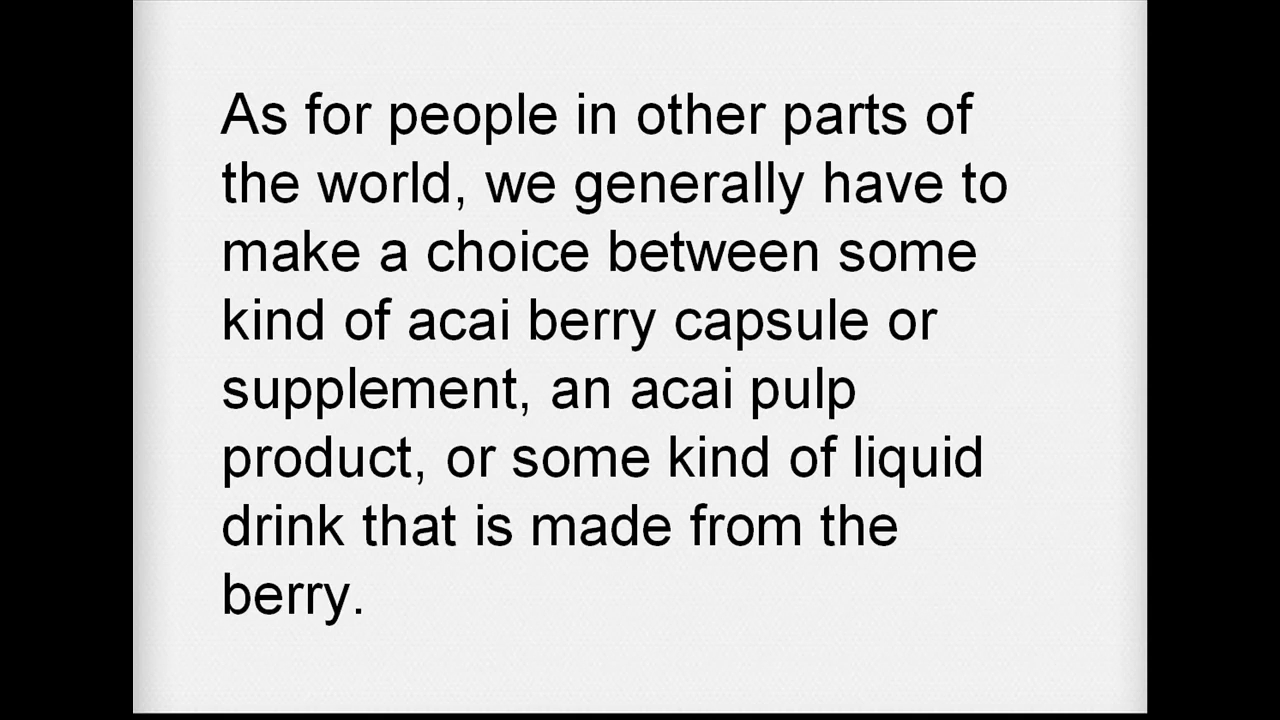 As for people in other parts of
the world, we generally have to
make a choice between some
kind of acai berry capsule or
supplement, an acai pulp
product, or some kind of liquid
drink that is made from the
berry.